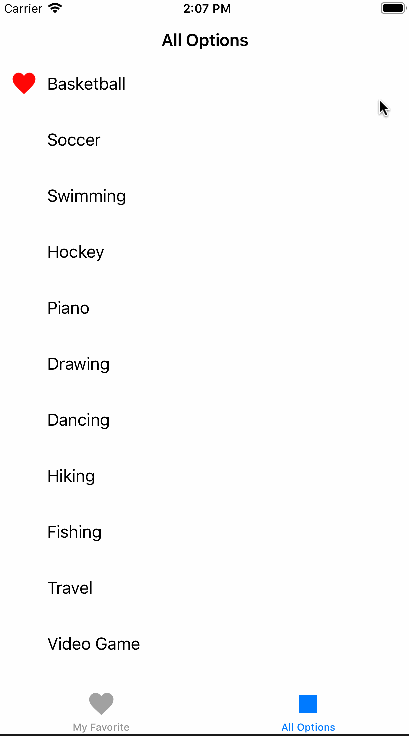 Carrier 2:07 PM
All Options
Basketball
Soccer
Swimming
Hockey
Piano
Drawing
Dancing
Hiking
Fishing
Travel
Video Game
My Favorite All Options